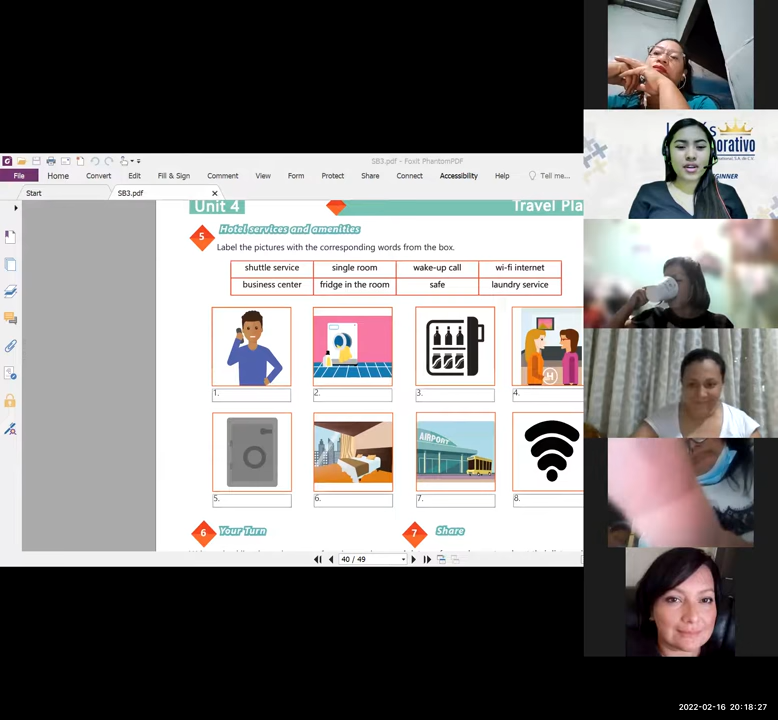 SB3.pdf - Foxit PhantomPDF
File Home Convert Edit Fill & Sign Comment View Form Protect Share Connect Accessibility Help Tell me...
Start SB3.pdf
Unit 4
5 Hotel services and amenities
Label the pictures with the corresponding words from the box.
shuttle service single room wake-up call wi-fi internet
business center fridge in the room safe laundry service
H
AIRPORT
1. 2. 3. 4.
5. 6. 7. 8.
6 Your Turn 7 Share
40 / 49
2022-02-16 20:18:27